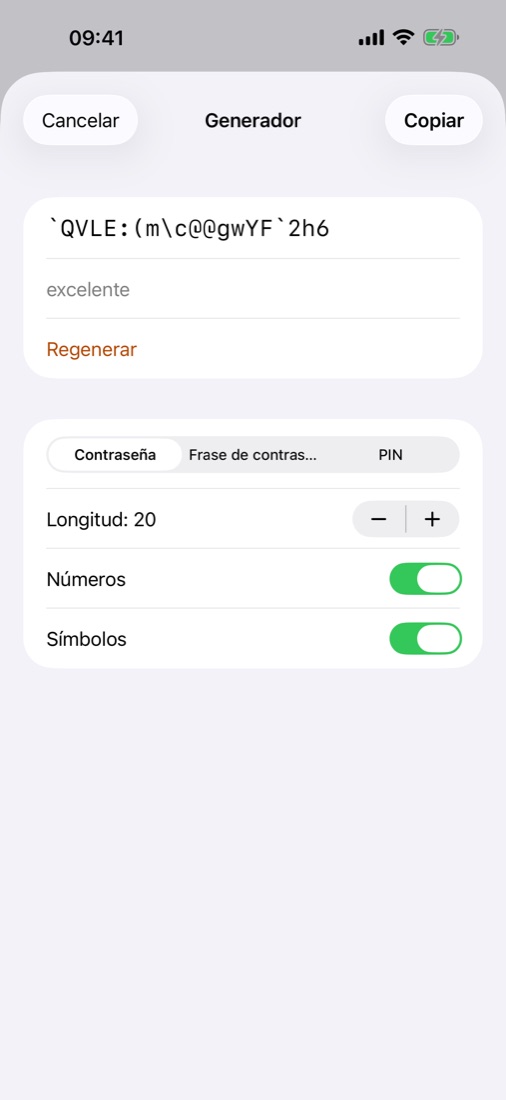 09:41
Cancelar
Generador
Copiar
`QVLE:(m\c@@gwYF`2h6
excelente
Regenerar
Contraseña
Frase de contras...
PIN
Longitud: 20
Números
Símbolos